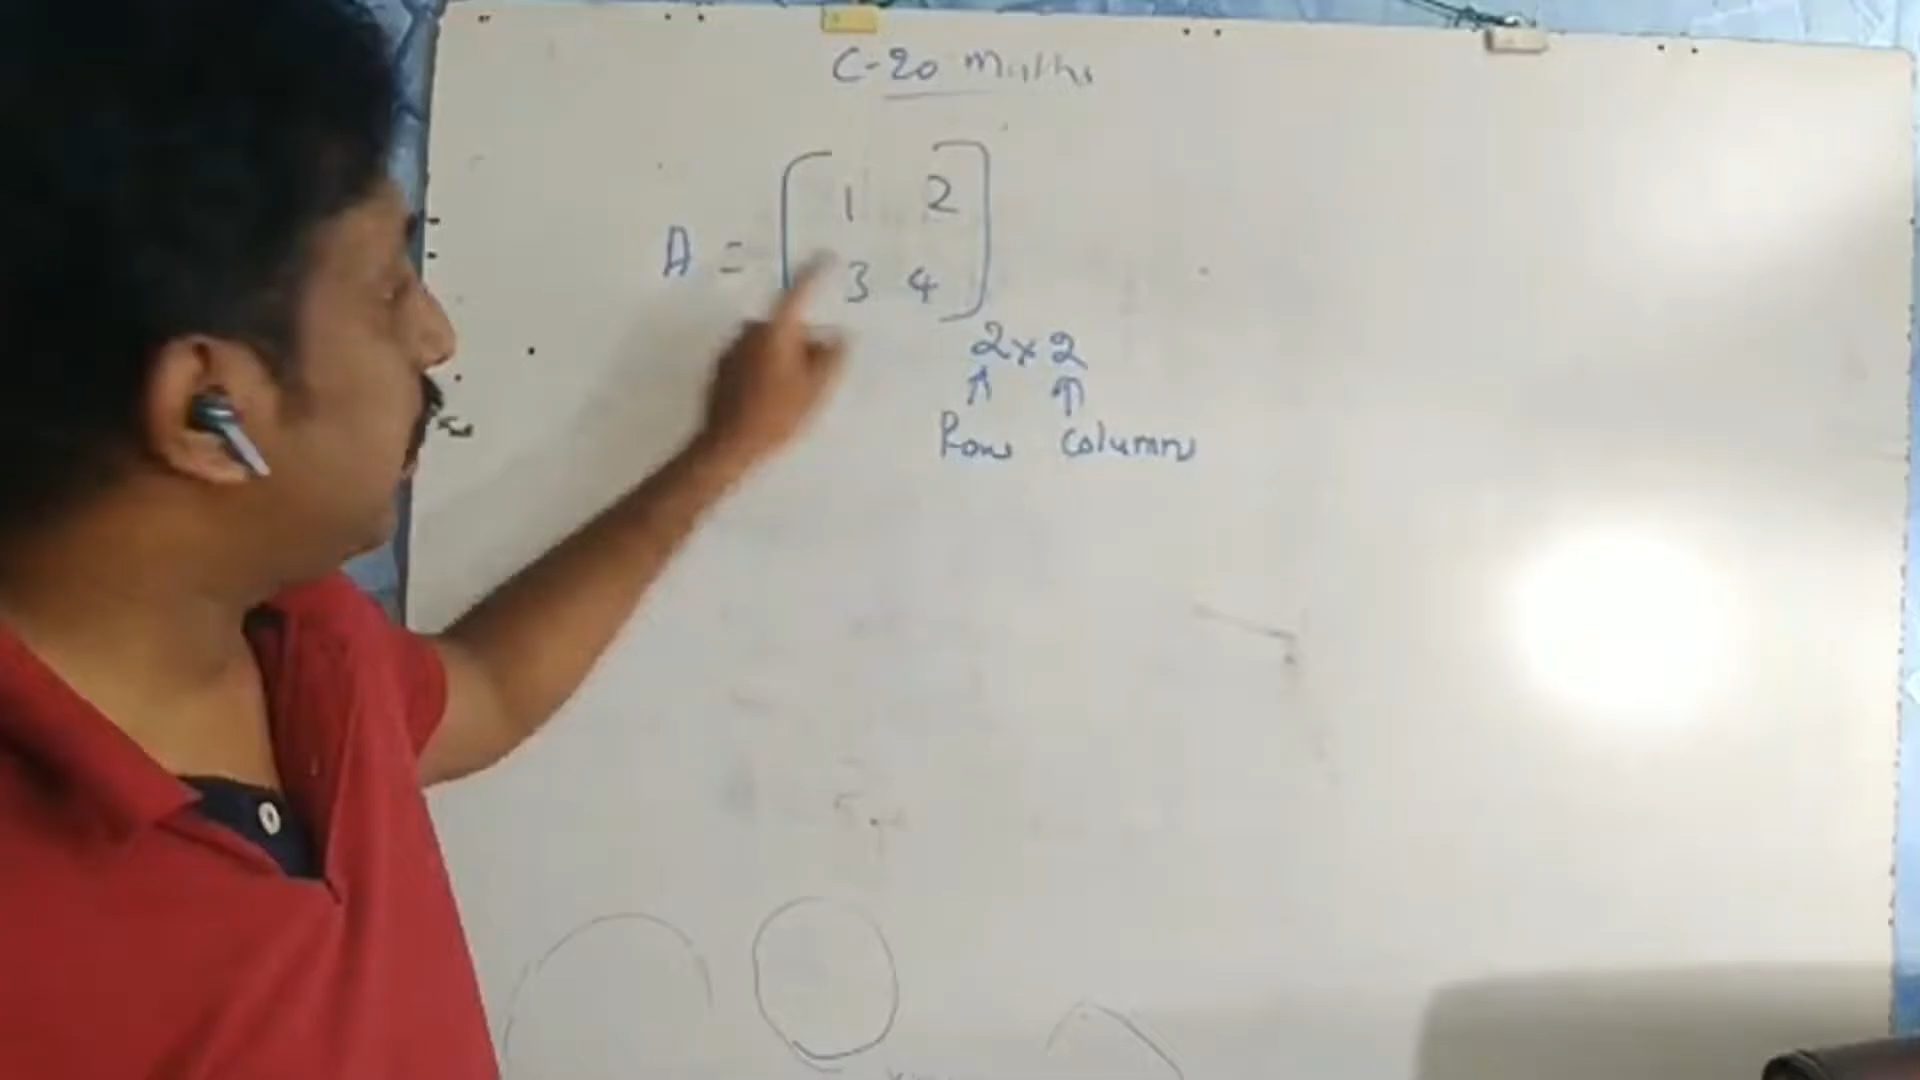 C-20 Maths
A = [ 1 2
3 4 ]
2 x 2
Row Column